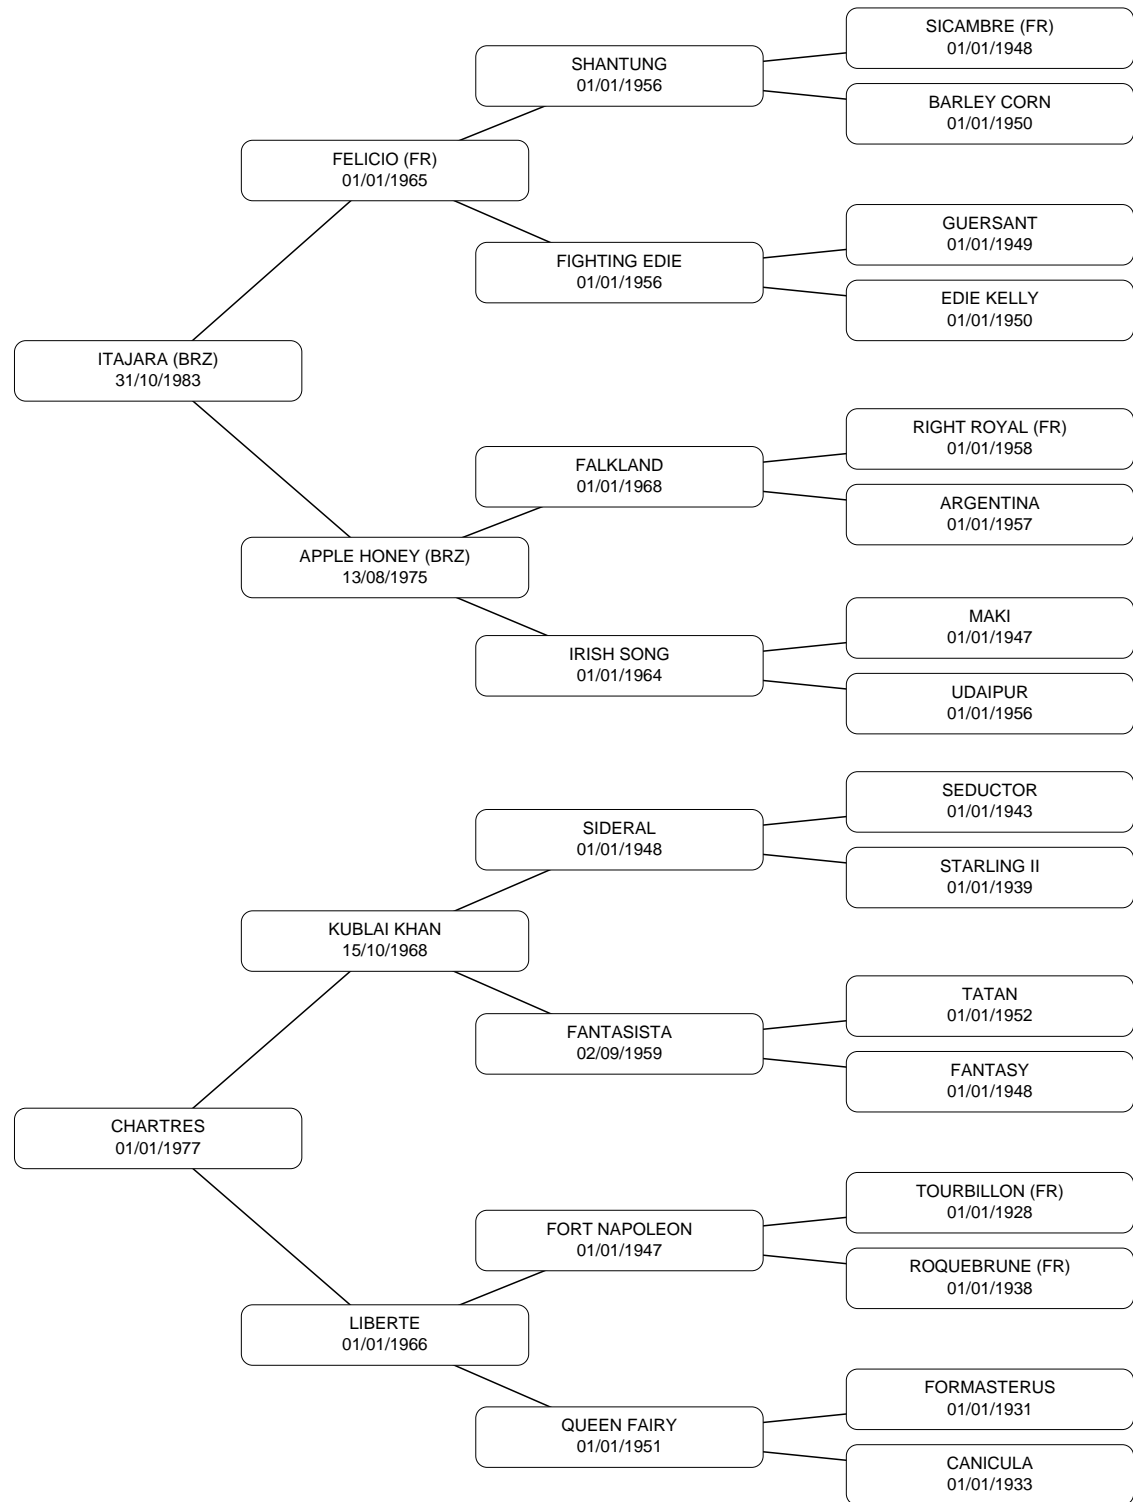 SICAMBRE (FR)
01/01/1948
SHANTUNG
01/01/1956
BARLEY CORN
01/01/1950
FELICIO (FR)
01/01/1965
GUERSANT
01/01/1949
FIGHTING EDIE
01/01/1956
EDIE KELLY
01/01/1950
ITAJARA (BRZ)
31/10/1983
RIGHT ROYAL (FR)
01/01/1958
FALKLAND
01/01/1968
ARGENTINA
01/01/1957
APPLE HONEY (BRZ)
13/08/1975
MAKI
01/01/1947
IRISH SONG
01/01/1964
UDAIPUR
01/01/1956
SEDUCTOR
01/01/1943
SIDERAL
01/01/1948
STARLING II
01/01/1939
KUBLAI KHAN
15/10/1968
TATAN
01/01/1952
FANTASISTA
02/09/1959
FANTASY
01/01/1948
CHARTRES
01/01/1977
TOURBILLON (FR)
01/01/1928
FORT NAPOLEON
01/01/1947
ROQUEBRUNE (FR)
01/01/1938
LIBERTE
01/01/1966
FORMASTERUS
01/01/1931
QUEEN FAIRY
01/01/1951
CANICULA
01/01/1933